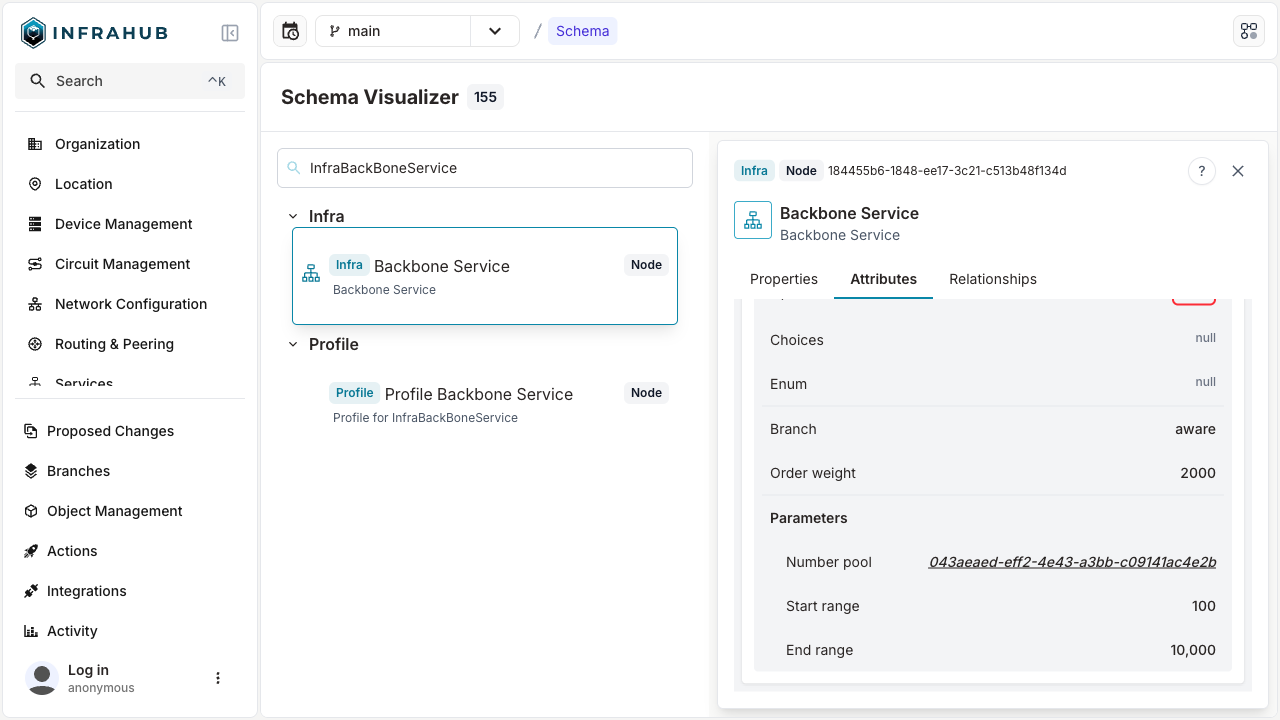 INFRAHUB
Search
^K
Organization
Location
Device Management
Circuit Management
Network Configuration
Routing & Peering
Services
Proposed Changes
Branches
Object Management
Actions
Integrations
Activity
Log in
anonymous
main
/ Schema
Schema Visualizer 155
InfraBackBoneService
Infra
Infra Backbone Service Node
Backbone Service
Profile
Profile Profile Backbone Service Node
Profile for InfraBackBoneService
Infra Node 184455b6-1848-ee17-3c21-c513b48f134d
?
Backbone Service
Backbone Service
Properties Attributes Relationships
Choices null
Enum null
Branch aware
Order weight 2000
Parameters
Number pool 043aeaed-eff2-4e43-a3bb-c09141ac4e2b
Start range 100
End range 10,000